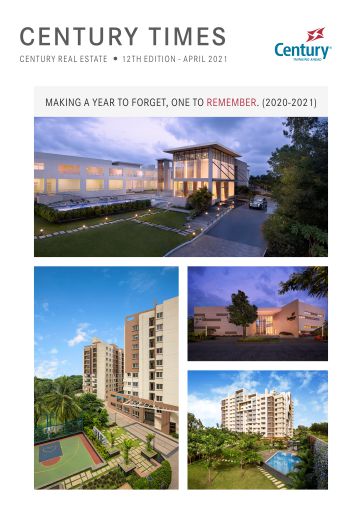 CENTURY TIMES
CENTURY REAL ESTATE • 12TH EDITION - APRIL 2021
Century
THINKING AHEAD
MAKING A YEAR TO FORGET, ONE TO REMEMBER. (2020-2021)